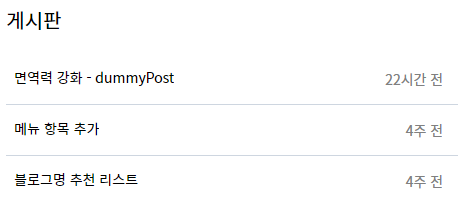 게시판
면역력 강화 - dummyPost 22시간 전
메뉴 항목 추가 4주 전
블로그명 추천 리스트 4주 전